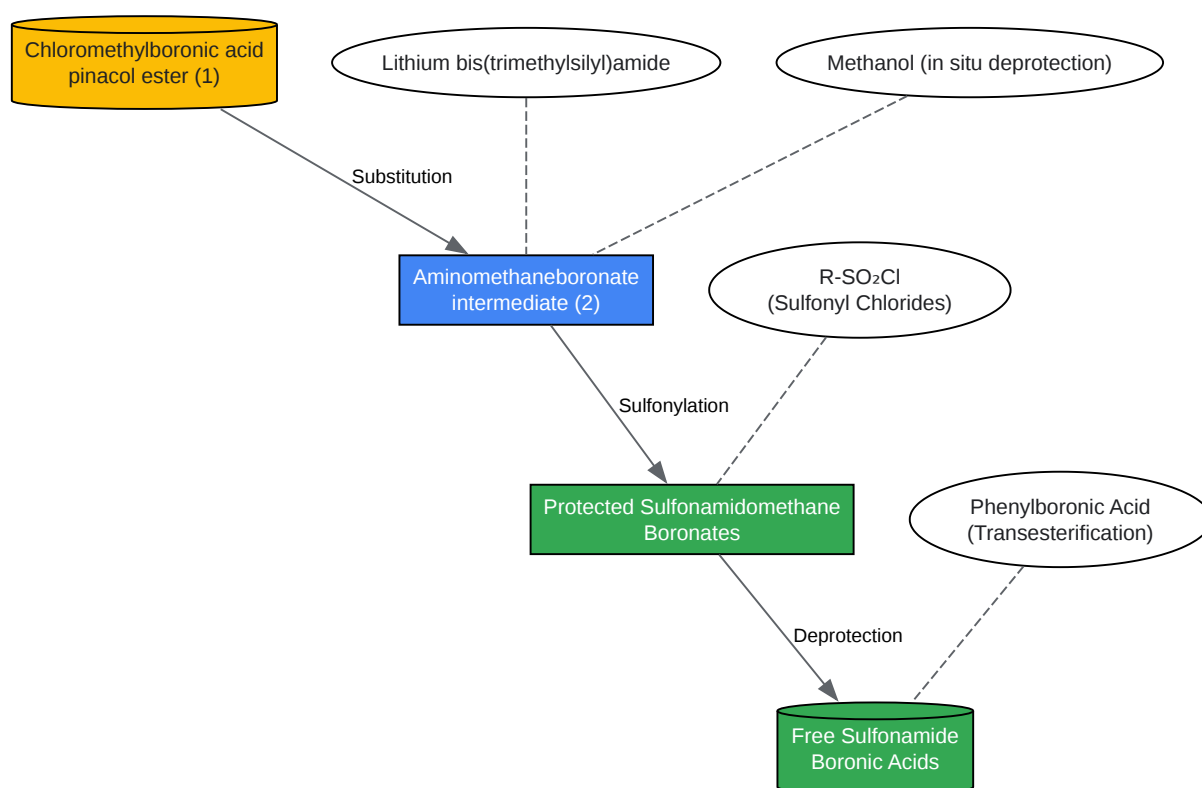 Chloromethylboronic acid
pinacol ester (1)
Lithium bis(trimethylsilyl)amide
Methanol (in situ deprotection)
Substitution
Aminomethaneboronate
intermediate (2)
R-SO₂Cl
(Sulfonyl Chlorides)
Sulfonylation
Protected Sulfonamidomethane
Boronates
Phenylboronic Acid
(Transesterification)
Deprotection
Free Sulfonamide
Boronic Acids